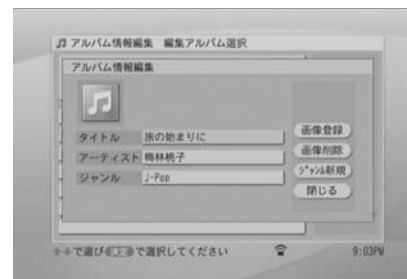 アルバム情報編集 編集アルバム選択
アルバム情報編集
タイトル 旅の始まりに
アーティスト 梅林桃子
ジャンル J-Pop
画像登録
画像削除
ジャンル新規
閉じる
で選び決定で選択してください 9:03PM